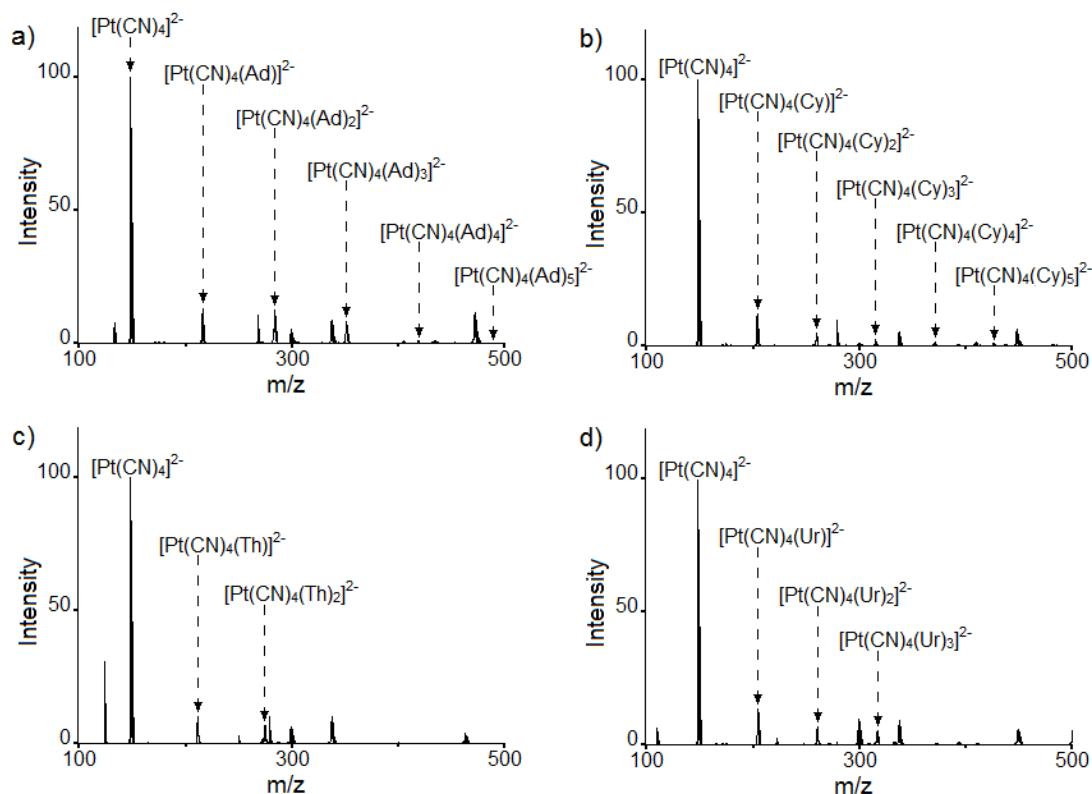 a)
[Pt(CN)₄]²⁻
[Pt(CN)₄(Ad)]²⁻
[Pt(CN)₄(Ad)₂]²⁻
[Pt(CN)₄(Ad)₃]²⁻
[Pt(CN)₄(Ad)₄]²⁻
[Pt(CN)₄(Ad)₅]²⁻
Intensity
100
50
0
100 300 500
m/z
b)
[Pt(CN)₄]²⁻
[Pt(CN)₄(Cy)]²⁻
[Pt(CN)₄(Cy)₂]²⁻
[Pt(CN)₄(Cy)₃]²⁻
[Pt(CN)₄(Cy)₄]²⁻
[Pt(CN)₄(Cy)₅]²⁻
Intensity
100
50
0
100 300 500
m/z
c)
[Pt(CN)₄]²⁻
[Pt(CN)₄(Th)]²⁻
[Pt(CN)₄(Th)₂]²⁻
Intensity
100
50
0
100 300 500
m/z
d)
[Pt(CN)₄]²⁻
[Pt(CN)₄(Ur)]²⁻
[Pt(CN)₄(Ur)₂]²⁻
[Pt(CN)₄(Ur)₃]²⁻
Intensity
100
50
0
100 300 500
m/z